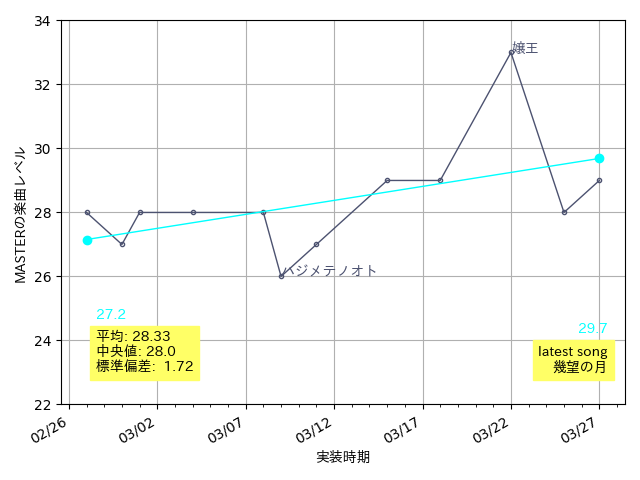 34
32
30
28
26
24
22
MASTERの楽曲レベル
嬢王
ハジメテノオト
27.2
平均: 28.33
中央値: 28.0
標準偏差: 1.72
29.7
latest song
幾望の月
02/26
03/02
03/07
03/12
03/17
03/22
03/27
実装時期